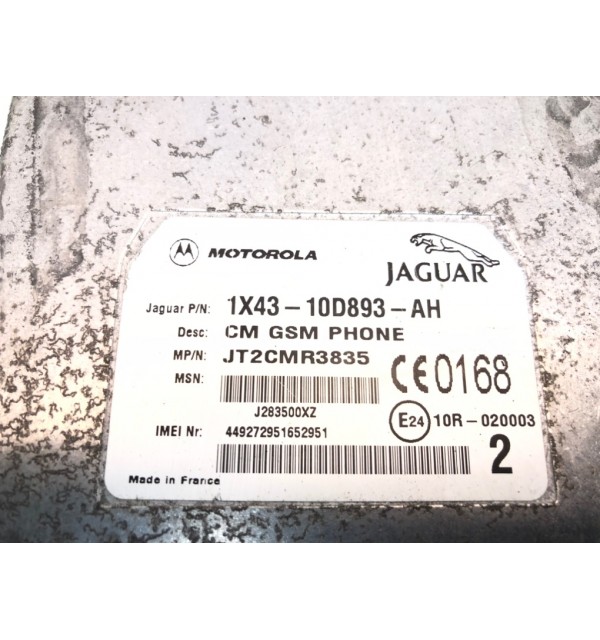 MOTOROLA
JAGUAR
Jaguar P/N: 1X43-10D893-AH
Desc: CM GSM PHONE
MP/N: JT2CMR3835
CE0168
MSN:
J283500XZ
E24 10R-020003
IMEI Nr: 449272951652951
2
Made in France